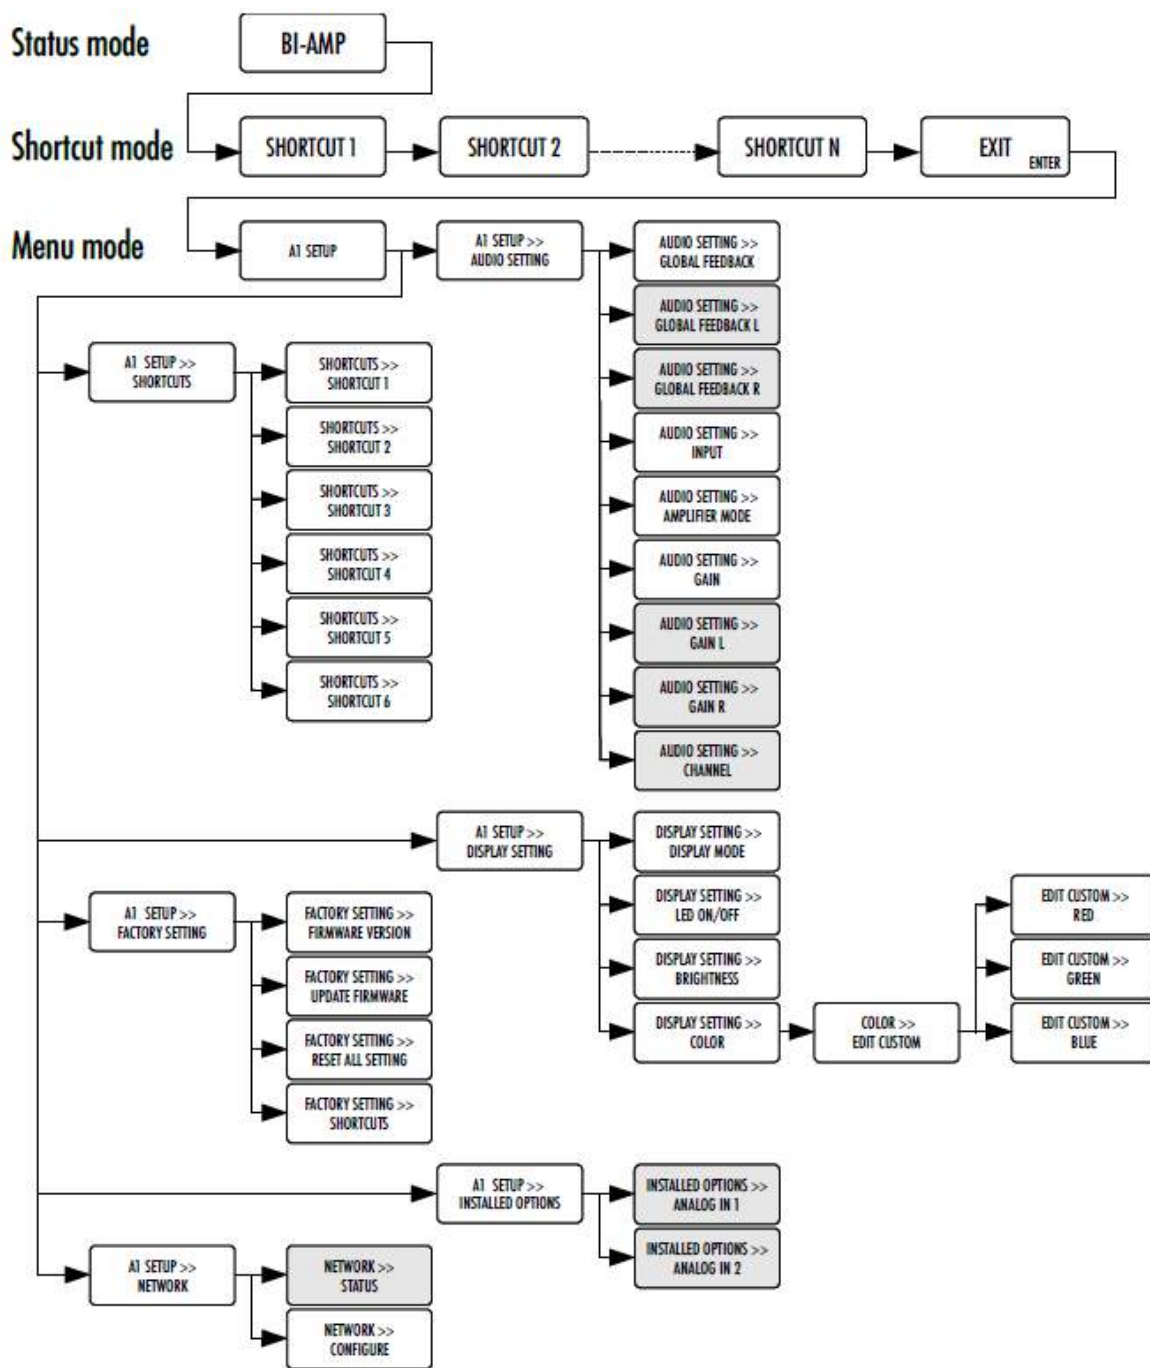 Status mode
BI-AMP
Shortcut mode
SHORTCUT 1
SHORTCUT 2
SHORTCUT N
EXIT
ENTER
Menu mode
A1 SETUP
A1 SETUP >>
AUDIO SETTING
AUDIO SETTING >>
GLOBAL FEEDBACK
AUDIO SETTING >>
GLOBAL FEEDBACK L
AUDIO SETTING >>
GLOBAL FEEDBACK R
AUDIO SETTING >>
INPUT
AUDIO SETTING >>
AMPLIFIER MODE
AUDIO SETTING >>
GAIN
AUDIO SETTING >>
GAIN L
AUDIO SETTING >>
GAIN R
AUDIO SETTING >>
CHANNEL
A1 SETUP >>
SHORTCUTS
SHORTCUTS >>
SHORTCUT 1
SHORTCUTS >>
SHORTCUT 2
SHORTCUTS >>
SHORTCUT 3
SHORTCUTS >>
SHORTCUT 4
SHORTCUTS >>
SHORTCUT 5
SHORTCUTS >>
SHORTCUT 6
A1 SETUP >>
DISPLAY SETTING
DISPLAY SETTING >>
DISPLAY MODE
DISPLAY SETTING >>
LED ON/OFF
DISPLAY SETTING >>
BRIGHTNESS
DISPLAY SETTING >>
COLOR
COLOR >>
EDIT CUSTOM
EDIT CUSTOM >>
RED
EDIT CUSTOM >>
GREEN
EDIT CUSTOM >>
BLUE
A1 SETUP >>
FACTORY SETTING
FACTORY SETTING >>
FIRMWARE VERSION
FACTORY SETTING >>
UPDATE FIRMWARE
FACTORY SETTING >>
RESET ALL SETTING
FACTORY SETTING >>
SHORTCUTS
A1 SETUP >>
INSTALLED OPTIONS
INSTALLED OPTIONS >>
ANALOG IN 1
INSTALLED OPTIONS >>
ANALOG IN 2
A1 SETUP >>
NETWORK
NETWORK >>
STATUS
NETWORK >>
CONFIGURE